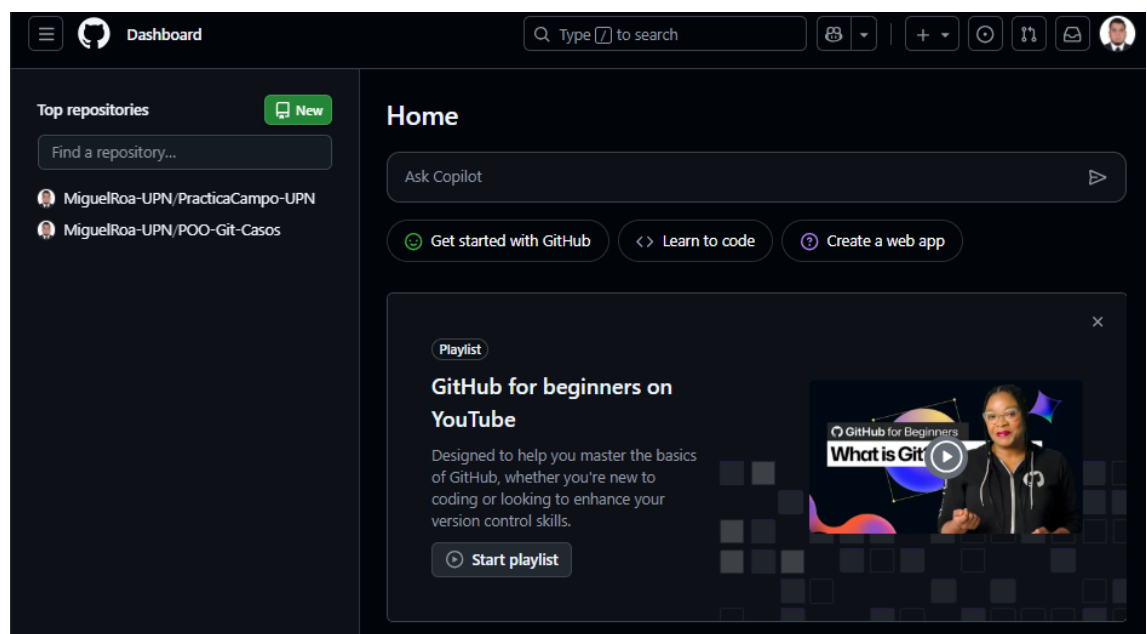 Dashboard
Type / to search
Top repositories
New
Find a repository...
MiguelRoa-UPN/PracticaCampo-UPN
MiguelRoa-UPN/POO-Git-Casos
Home
Ask Copilot
Get started with GitHub
Learn to code
Create a web app
Playlist
GitHub for beginners on
YouTube
Designed to help you master the basics
of GitHub, whether you're new to
coding or looking to enhance your
version control skills.
Start playlist
GitHub for Beginners
What is Git